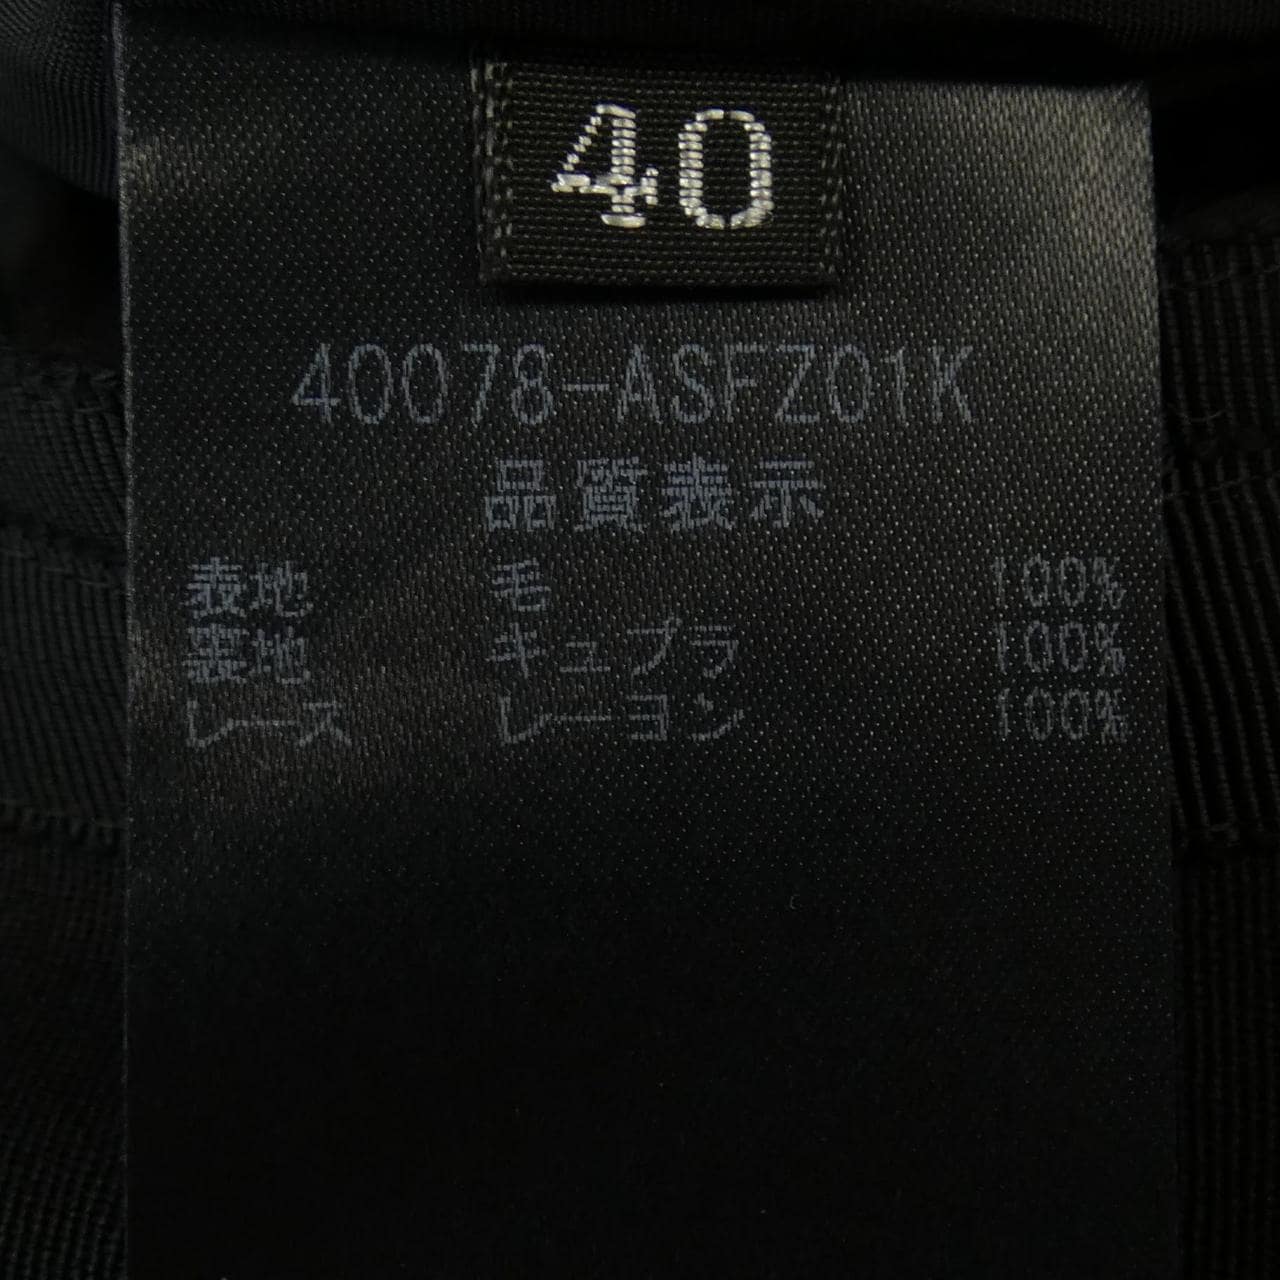 40
40078-ASFZ01K
品質表示
表地 毛 100%
裏地 キュプラ 100%
レース レーヨン 100%